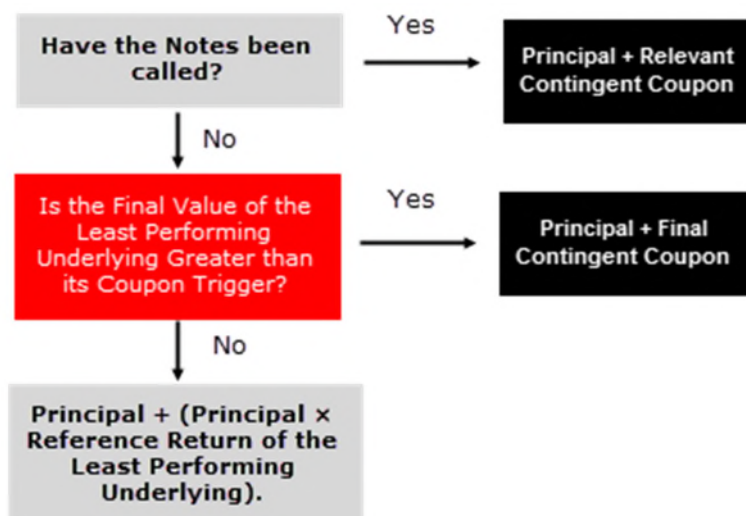 Have the Notes been
called?
Yes
Principal + Relevant
Contingent Coupon
No
Is the Final Value of the
Least Performing
Underlying Greater than
its Coupon Trigger?
Yes
Principal + Final
Contingent Coupon
No
Principal + (Principal ×
Reference Return of the
Least Performing
Underlying).